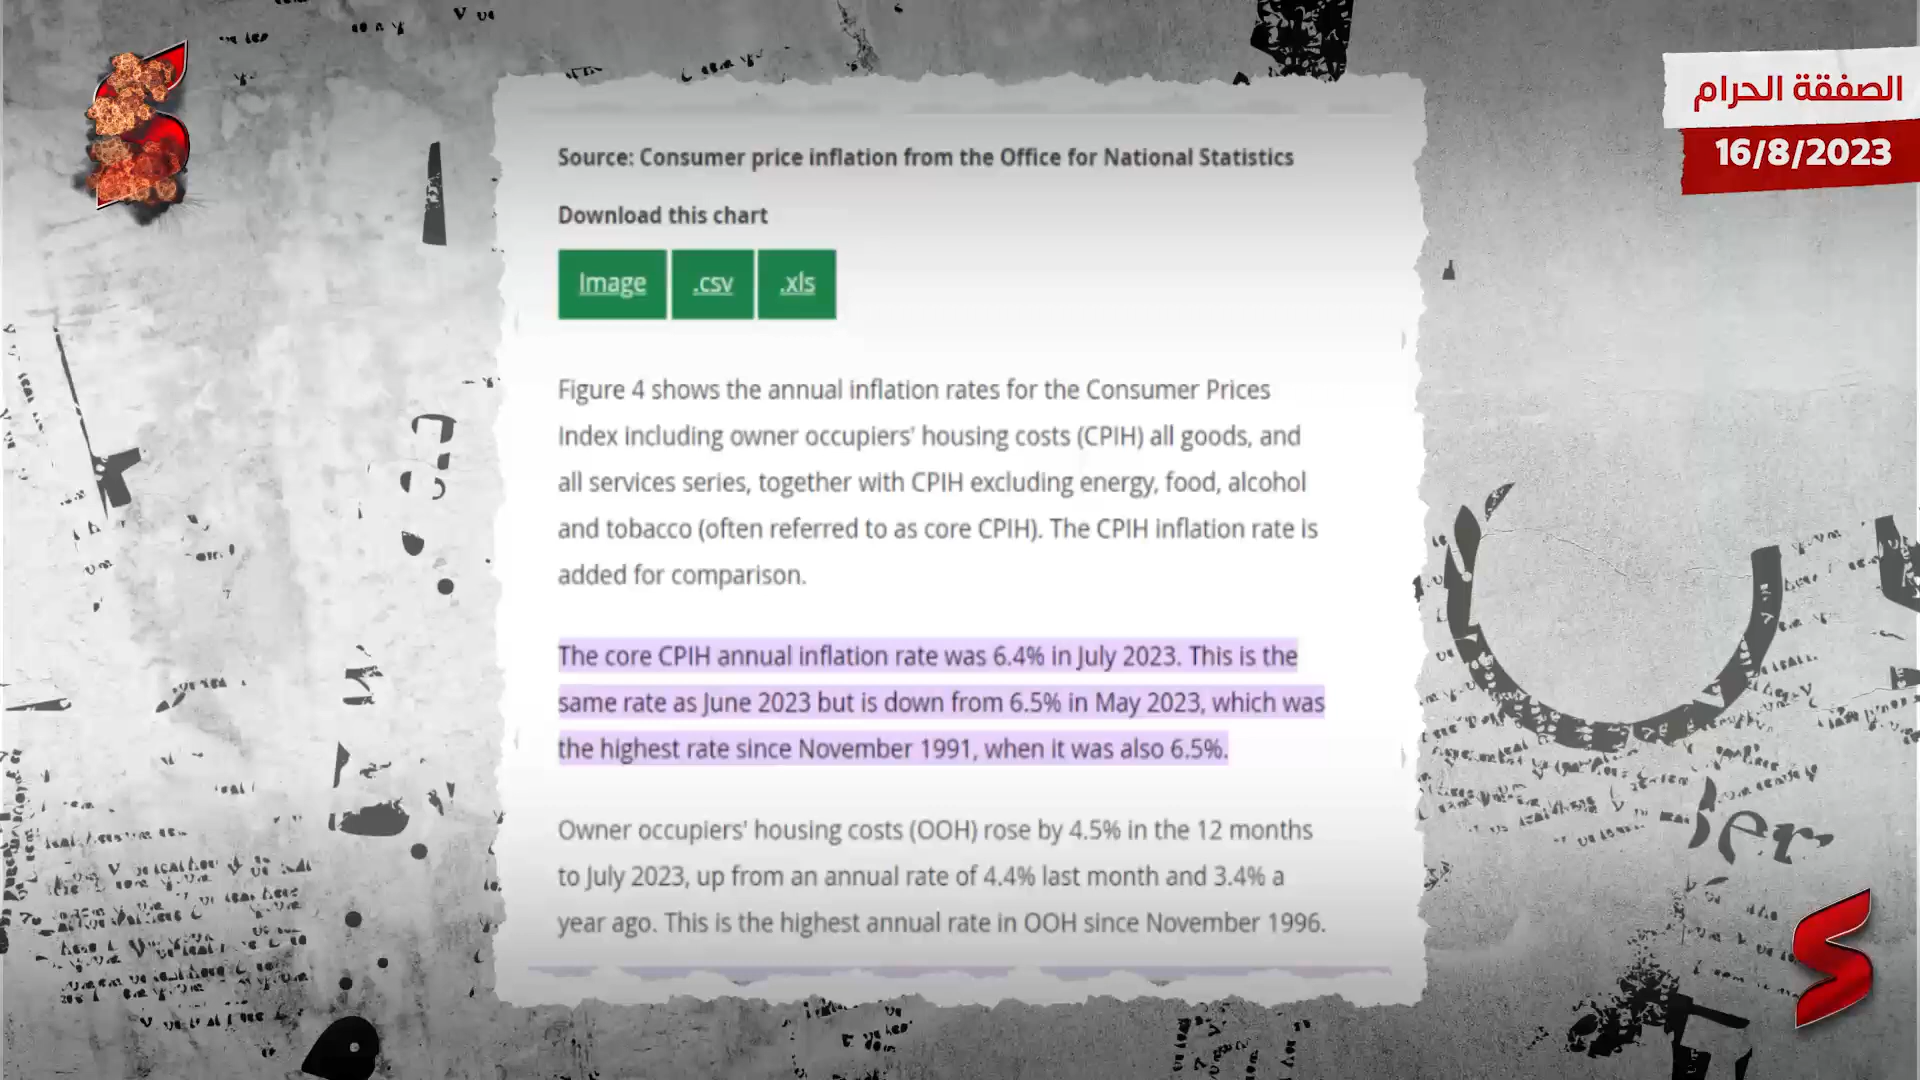 الصفقة الحرام
16/8/2023
Source: Consumer price inflation from the Office for National Statistics
Download this chart
Image
.csv
.xls
Figure 4 shows the annual inflation rates for the Consumer Prices
Index including owner occupiers' housing costs (CPIH) all goods, and
all services series, together with CPIH excluding energy, food, alcohol
and tobacco (often referred to as core CPIH). The CPIH inflation rate is
added for comparison.
The core CPIH annual inflation rate was 6.4% in July 2023. This is the
same rate as June 2023 but is down from 6.5% in May 2023, which was
the highest rate since November 1991, when it was also 6.5%.
Owner occupiers' housing costs (OOH) rose by 4.5% in the 12 months
to July 2023, up from an annual rate of 4.4% last month and 3.4% a
year ago. This is the highest annual rate in OOH since November 1996.